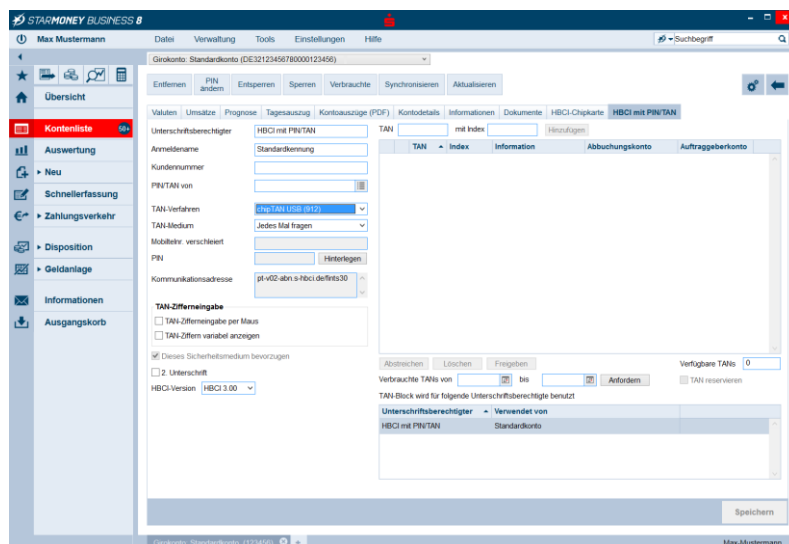 STARMONEY BUSINESS 8
Max Mustermann Datei Verwaltung Tools Einstellungen Hilfe Suchbegriff
Girokonto: Standardkonto (DE32123456780000123456)
Entfernen PIN ändern Entsperren Sperren Verbrauchte Synchronisieren Aktualisieren
Übersicht
Kontenliste 50+
Auswertung
Neu
Schnellerfassung
Zahlungsverkehr
Disposition
Geldanlage
Informationen
Ausgangskorb
Valuten Umsätze Prognose Tagesauszug Kontoauszüge (PDF) Kontodetails Informationen Dokumente HBCI-Chipkarte HBCI mit PIN/TAN
Unterschriftsberechtigter HBCI mit PIN/TAN
Anmeldename Standardkennung
Kundennummer
PIN/TAN von
TAN-Verfahren chipTAN USB (912)
TAN-Medium Jedes Mal fragen
Mobiltelnr. verschleiert
PIN Hinterlegen
Kommunikationsadresse pt-v02-abn.s-hbci.de/fints30
TAN-Zifferneingabe
TAN-Zifferneingabe per Maus
TAN-Ziffern variabel anzeigen
Dieses Sicherheitsmedium bevorzugen
2. Unterschrift
HBCI-Version HBCI 3.00
TAN mit Index Hinzufügen
TAN Index Information Abbuchungskonto Auftraggeberkonto
Abstreichen Löschen Freigeben Verfügbare TANs 0
Verbrauchte TANs von bis Anfordern TAN reservieren
TAN-Block wird für folgende Unterschriftsberechtigte benutzt
Unterschriftsberechtigter Verwendet von
HBCI mit PIN/TAN Standardkonto
Speichern
Girokonto: Standardkonto (123456) Max-Mustermann